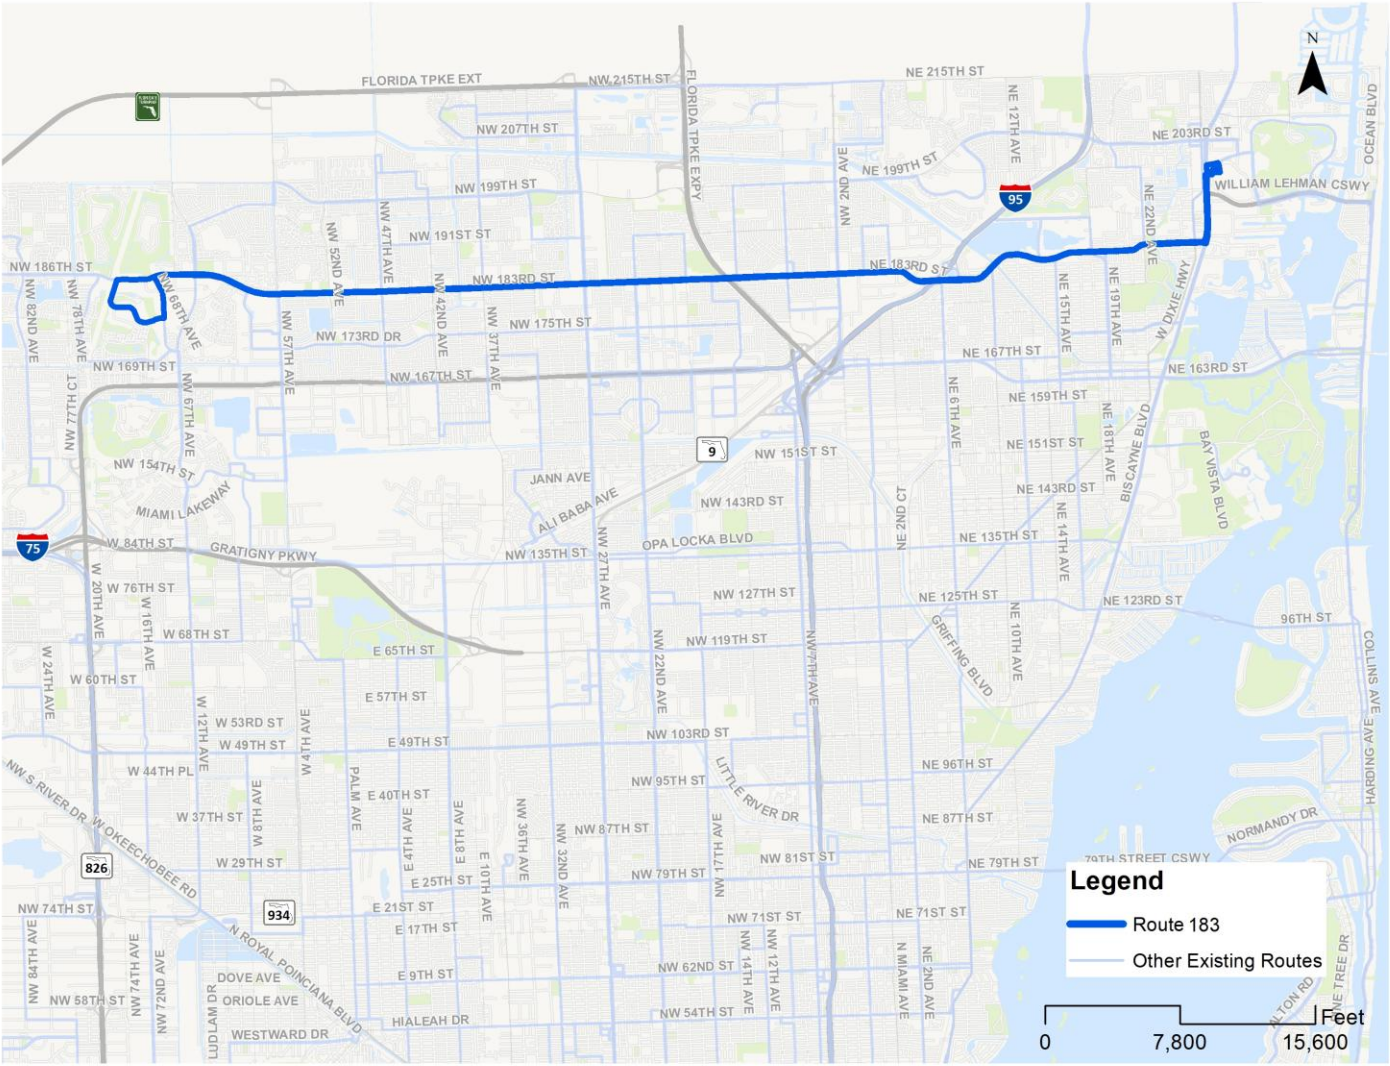 N
FLORIDA TPKE EXT
NW 215TH ST
NE 215TH ST
FLORIDA TPKE EXPY
NE 12TH AVE
OCEAN BLVD
NW 207TH ST
NE 203RD ST
NW 2ND AVE
NE 199TH ST
NW 199TH ST
WILLIAM LEHMAN CSWY
95
NE 22ND AVE
NW 47TH AVE
NW 52ND AVE
NW 191ST ST
NW 186TH ST
NE 183RD ST
NW 183RD ST
NW 82ND AVE
NW 78TH AVE
NW 68TH AVE
NW 42ND AVE
NE 15TH AVE
NE 19TH AVE
W DIXIE HWY
NW 57TH AVE
NW 37TH AVE
NW 175TH ST
NW 173RD DR
NE 167TH ST
NW 169TH ST
NW 167TH ST
NE 163RD ST
NW 77TH CT
NW 67TH AVE
NE 6TH AVE
NE 159TH ST
NE 18TH AVE
BISCAYNE BLVD
BAY VISTA BLVD
9
NW 151ST ST
NE 151ST ST
NW 154TH ST
JANN AVE
MIAMI LAKEWAY
ALI BABA AVE
NW 143RD ST
NE 143RD ST
NE 2ND CT
NE 14TH AVE
75
W 84TH ST
GRATIGNY PKWY
NW 135TH ST
OPA LOCKA BLVD
NE 135TH ST
NW 27TH AVE
W 20TH AVE
W 76TH ST
W 16TH AVE
NW 127TH ST
NE 125TH ST
NE 123RD ST
NE 10TH AVE
GRIFFING BLVD
96TH ST
W 68TH ST
E 65TH ST
NW 22ND AVE
NW 119TH ST
NW 7TH AVE
COLLINS AVE
HARDING AVE
W 24TH AVE
W 60TH ST
W 12TH AVE
E 57TH ST
W 53RD ST
W 4TH AVE
W 49TH ST
E 49TH ST
NW 103RD ST
NW S RIVER DR
W OKEECHOBEE RD
W 44TH PL
PALM AVE
E 40TH ST
NW 95TH ST
LITTLE RIVER DR
NE 96TH ST
W 37TH ST
W 8TH AVE
E 4TH AVE
E 8TH AVE
NW 36TH AVE
NW 32ND AVE
NW 87TH ST
NW 17TH AVE
NE 87TH ST
NORMANDY DR
826
W 29TH ST
E 25TH ST
E 10TH AVE
NW 79TH ST
NW 81ST ST
NE 79TH ST
79TH STREET CSWY
NW 74TH ST
934
E 21ST ST
E 17TH ST
NW 71ST ST
NE 71ST ST
NW 84TH AVE
NW 74TH AVE
NW 72ND AVE
N ROYAL POINCIANA BLVD
NW 14TH AVE
NW 12TH AVE
N MIAMI AVE
NE 2ND AVE
DOVE AVE
E 9TH ST
NW 62ND ST
NW 58TH ST
LUDLAM DR
ORIOLE AVE
WESTWARD DR
HIALEAH DR
NW 54TH ST
ALTON RD
NE TREE DR
Legend
Route 183
Other Existing Routes
Feet
0 7,800 15,600